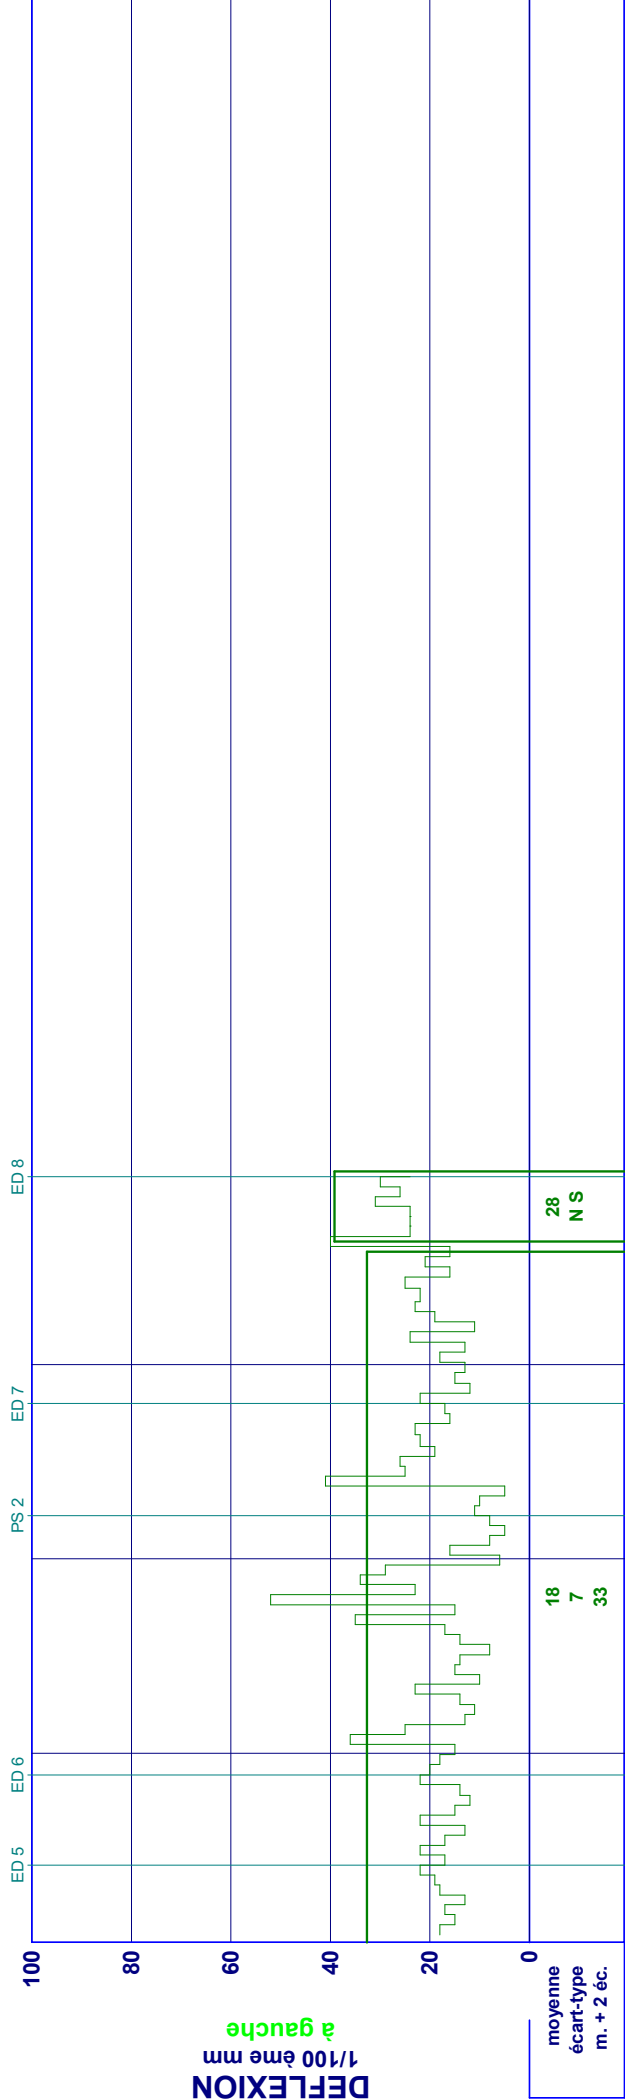 DEFLEXION
1/100 ème mm
à gauche
100
80
60
40
20
0
ED 5
ED 6
PS 2
ED 7
ED 8
moyenne
écart-type
m. + 2 éc.
18
7
33
28
N S